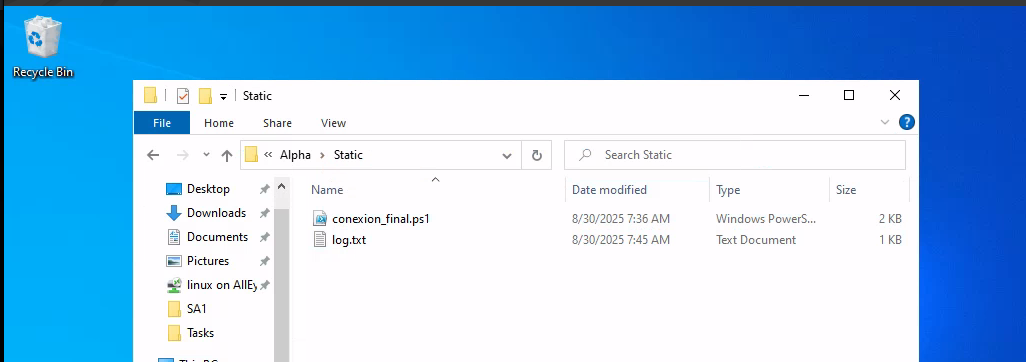 Recycle Bin
Static
File Home Share View
« Alpha › Static
Search Static
Name Date modified Type Size
conexion_final.ps1 8/30/2025 7:36 AM Windows PowerS... 2 KB
log.txt 8/30/2025 7:45 AM Text Document 1 KB
Desktop
Downloads
Documents
Pictures
linux on AllEy
SA1
Tasks